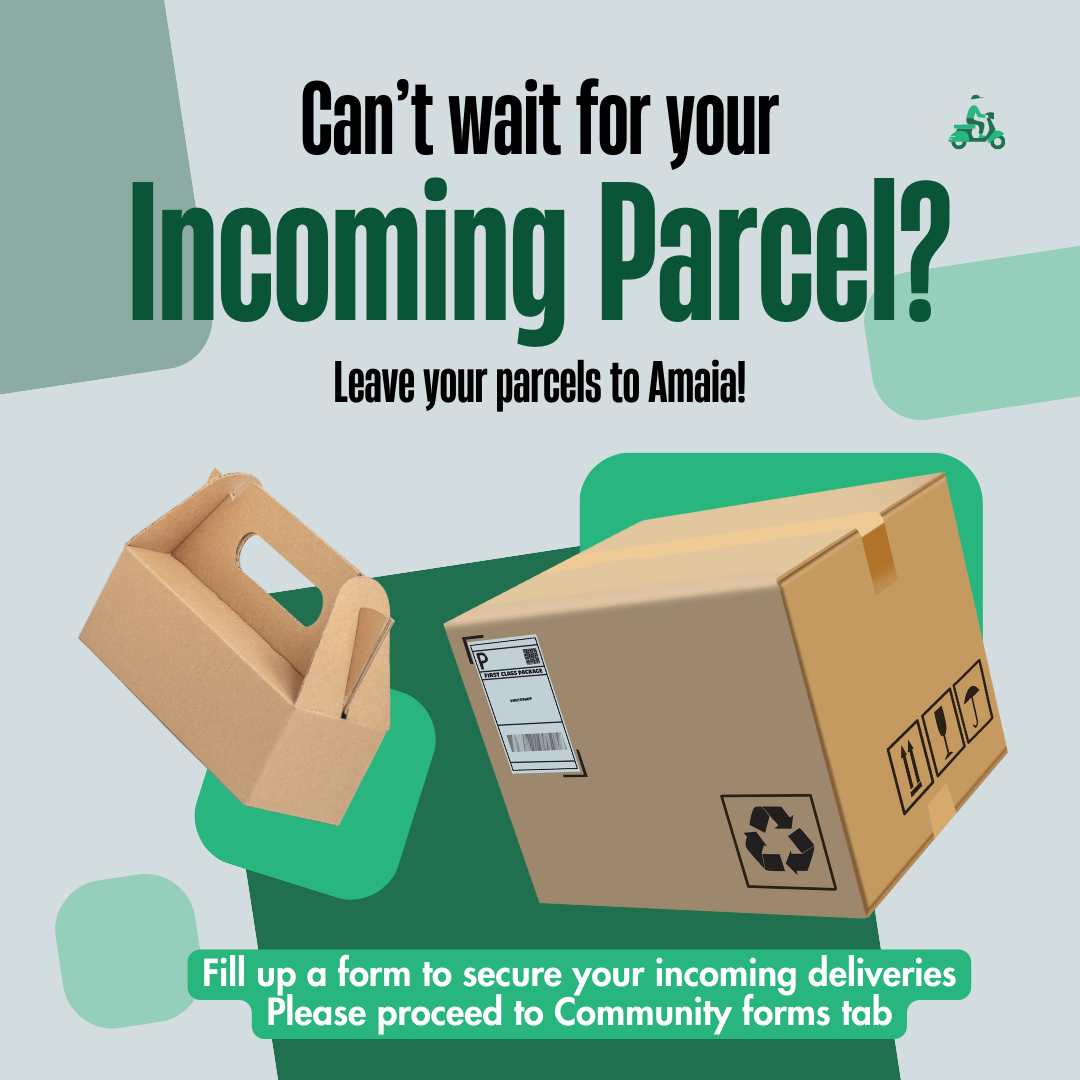 Can't wait for your
Incoming Parcel?
Leave your parcels to Amaia!
P
FIRST CLASS PACKAGE
Fill up a form to secure your incoming deliveries
Please proceed to Community forms tab